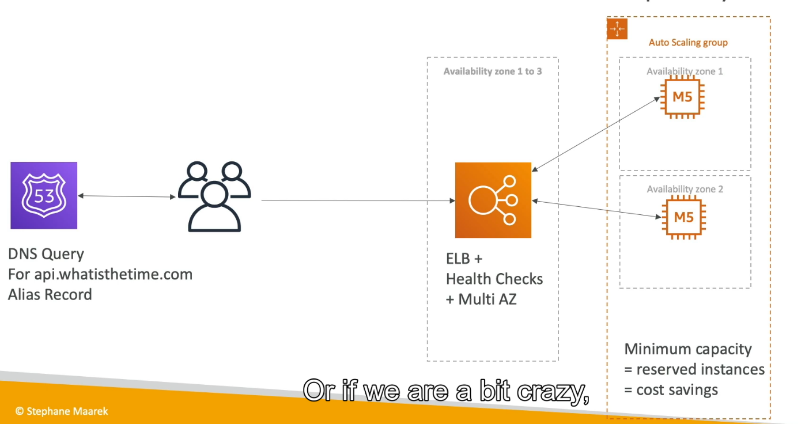 Auto Scaling group
Availability zone 1 to 3
Availability zone 1
M5
Availability zone 2
M5
53
DNS Query
For api.whatisthetime.com
Alias Record
ELB +
Health Checks
+ Multi AZ
Minimum capacity
= reserved instances
= cost savings
Or if we are a bit crazy,
© Stephane Maarek